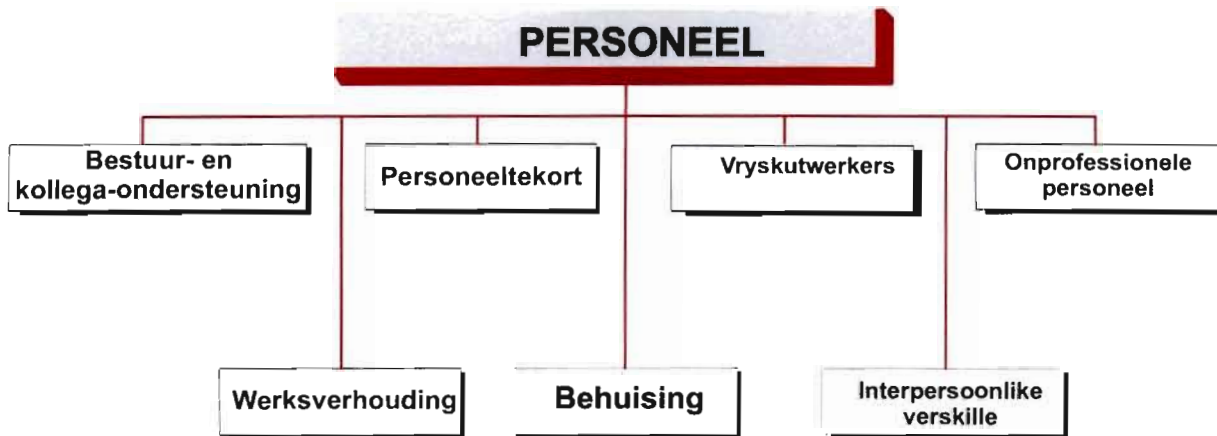 PERSONEEL
Bestuur- en
kollega-ondersteuning
Personeeltekort
Vryskutwerkers
Onprofessionele
personeel
Werksverhouding
Behuising
Interpersoonlike
verskille